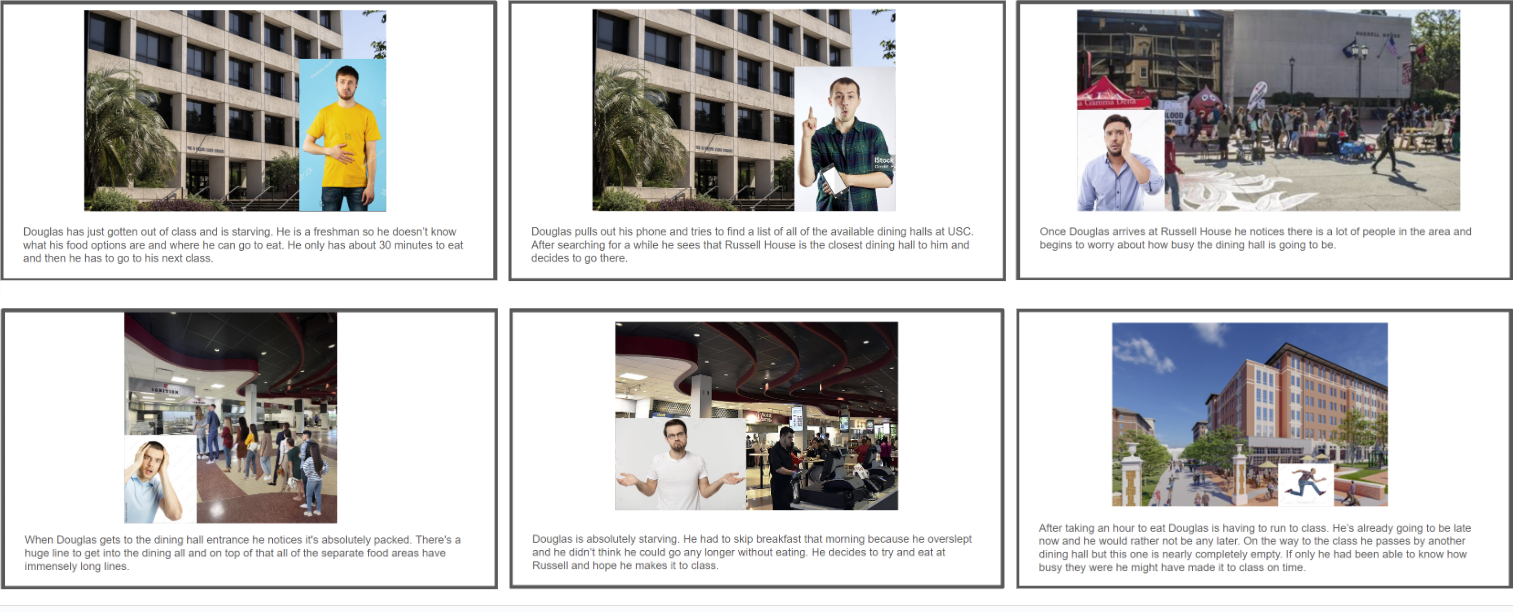 iStock
Credit
RUSSELL HOUSE
a Gamma Delta
BLOOD
DRIVE
Douglas has just gotten out of class and is starving. He is a freshman so he doesn't know
what his food options are and where he can go to eat. He only has about 30 minutes to eat
and then he has to go to his next class.
Douglas pulls out his phone and tries to find a list of all of the available dining halls at USC.
After searching for a while he sees that Russell House is the closest dining hall to him and
decides to go there.
Once Douglas arrives at Russell House he notices there is a lot of people in the area and
begins to worry about how busy the dining hall is going to be.
IGNITION
When Douglas gets to the dining hall entrance he notices it's absolutely packed. There's a
huge line to get into the dining all and on top of that all of the separate food areas have
immensely long lines.
Douglas is absolutely starving. He had to skip breakfast that morning because he overslept
and he didn't think he could go any longer without eating. He decides to try and eat at
Russell and hope he makes it to class.
After taking an hour to eat Douglas is having to run to class. He's already going to be late
now and he would rather not be any later. On the way to the class he passes by another
dining hall but this one is nearly completely empty. If only he had been able to know how
busy they were he might have made it to class on time.